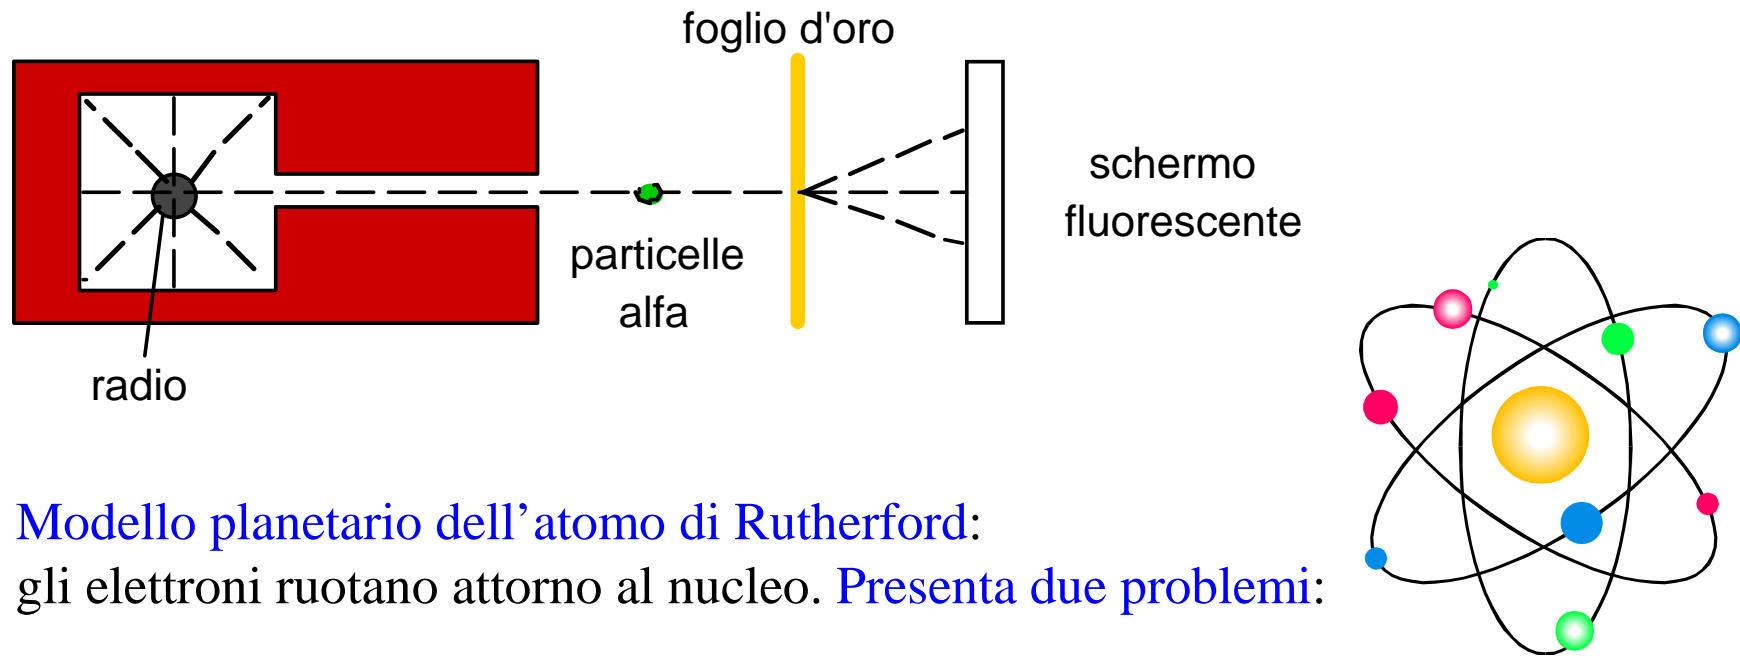 foglio d'oro
schermo
fluorescente
particelle
alfa
radio
Modello planetario dell’atomo di Rutherford:
gli elettroni ruotano attorno al nucleo. Presenta due problemi: